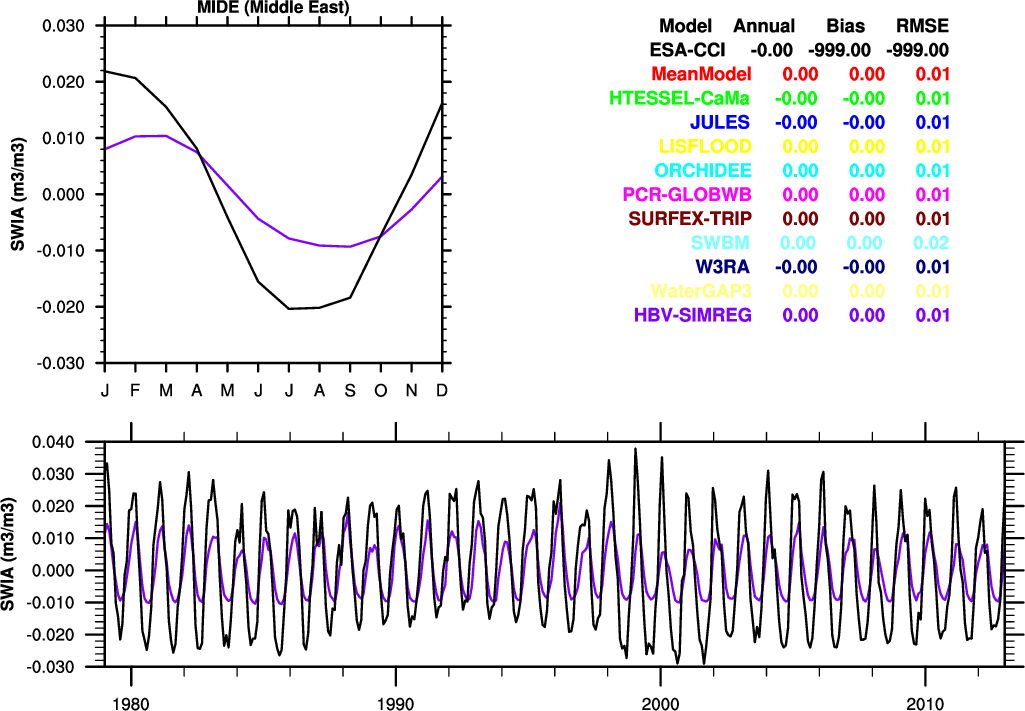 MIDE (Middle East)
0.030
0.020
0.010
0.000
-0.010
-0.020
-0.030
SWIA (m3/m3)
J F M A M J J A S O N D
Model Annual Bias RMSE
ESA-CCI -0.00 -999.00 -999.00
MeanModel 0.00 0.00 0.01
HTESSEL-CaMa -0.00 -0.00 0.01
JULES -0.00 -0.00 0.01
LISFLOOD 0.00 0.00 0.01
ORCHIDEE 0.00 0.00 0.01
PCR-GLOBWB 0.00 0.00 0.01
SURFEX-TRIP 0.00 0.00 0.01
SWBM 0.00 0.00 0.02
W3RA -0.00 -0.00 0.01
WaterGAP3 0.00 0.00 0.01
HBV-SIMREG 0.00 0.00 0.01
0.040
0.030
0.020
0.010
0.000
-0.010
-0.020
-0.030
SWIA (m3/m3)
1980 1990 2000 2010